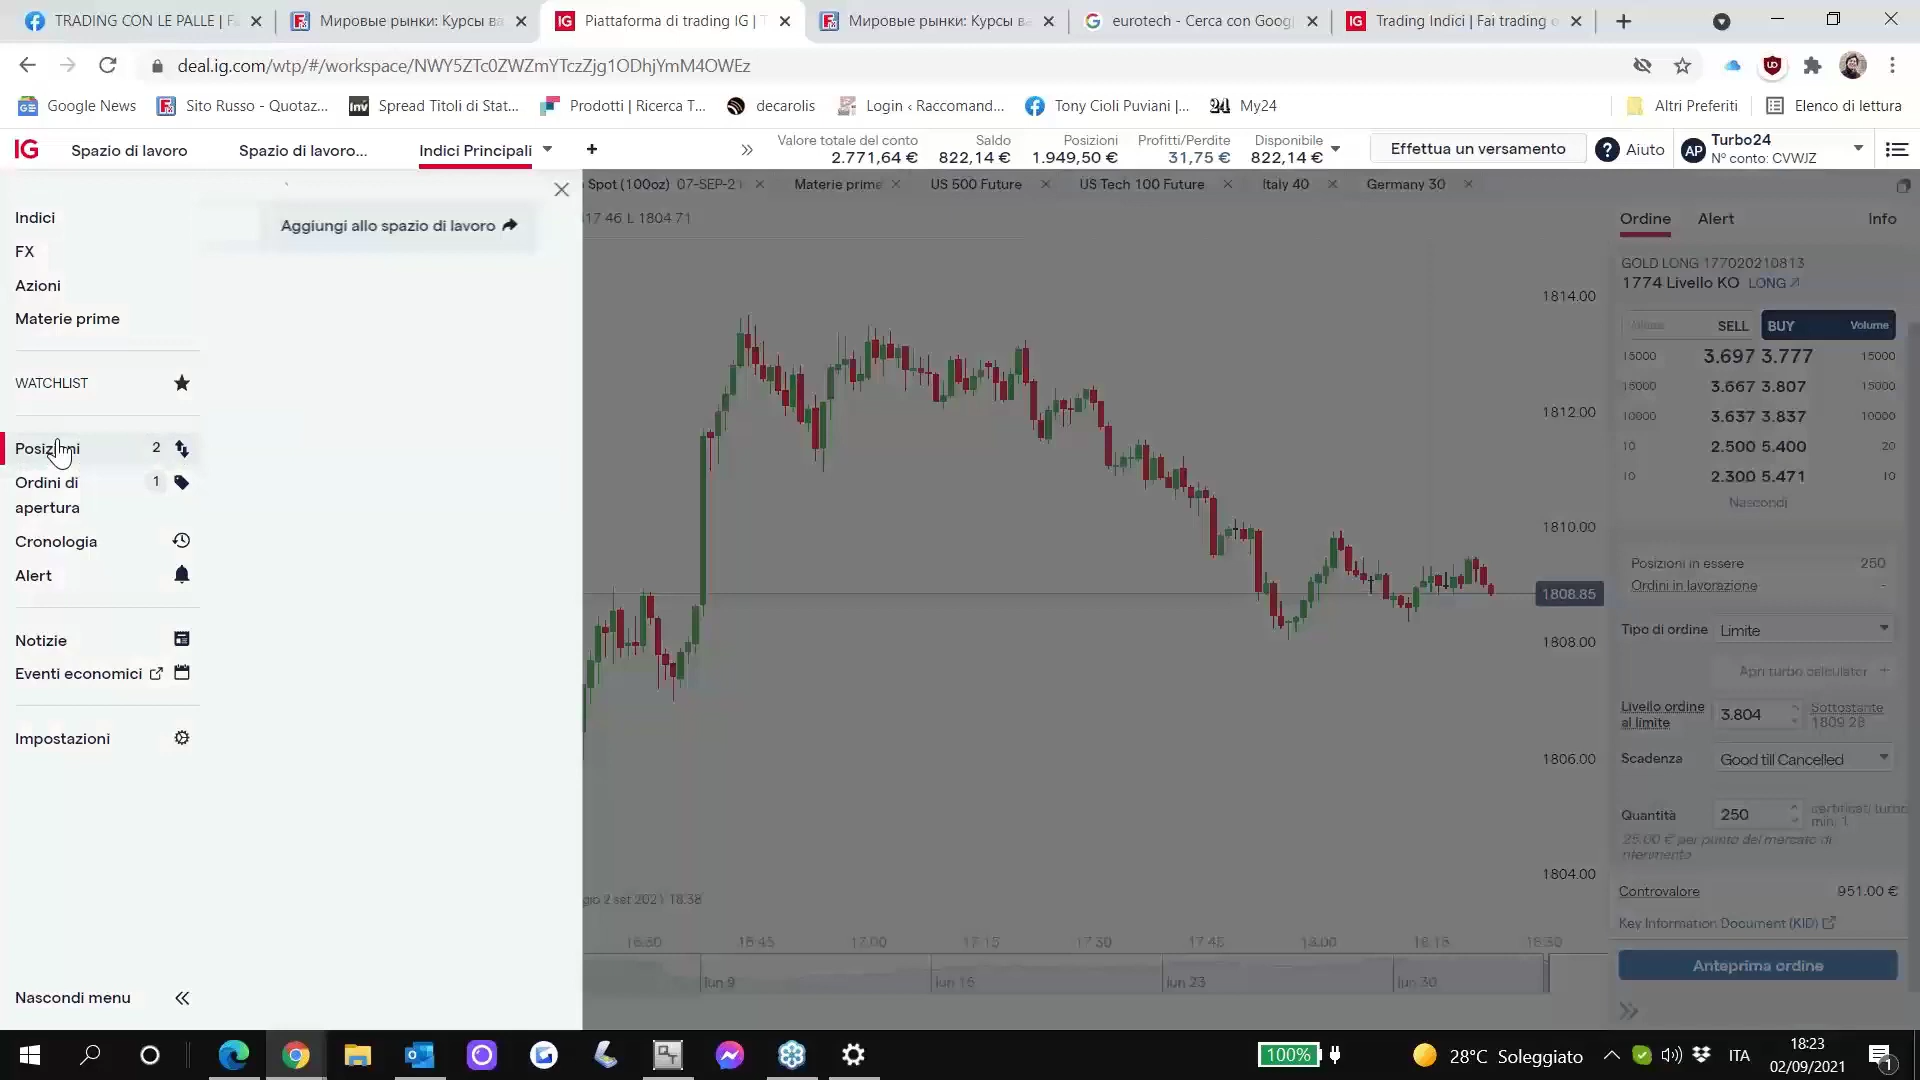 TRADING CON LE PALLE | F
Мировые рынки: Курсы ва
Piattaforma di trading IG | T
Мировые рынки: Курсы ва
eurotech - Cerca con Goog
Trading Indici | Fai trading o
deal.ig.com/wtp/#/workspace/NWY5ZTc0ZWZmYTczZjg1ODhjYmM4OWEz
Google News
Sito Russo - Quotaz...
Spread Titoli di Stat...
Prodotti | Ricerca T...
decarolis
Login ‹ Raccomand...
Tony Cioli Puviani |...
My24
Altri Preferiti
Elenco di lettura
IG
Spazio di lavoro
Spazio di lavoro...
Indici Principali
Valore totale del conto
2.771,64 €
Saldo
822,14 €
Posizioni
1.949,50 €
Profitti/Perdite
31,75 €
Disponibile
822,14 €
Effettua un versamento
Aiuto
AP
Turbo24
N° conto: CVWJZ
Spot (100oz) 07-SEP-21
Materie prime
US 500 Future
US Tech 100 Future
Italy 40
Germany 30
Indici
FX
Azioni
Materie prime
WATCHLIST
Posizioni 2
Ordini di apertura 1
Cronologia
Alert
Notizie
Eventi economici
Impostazioni
Nascondi menu
Aggiungi allo spazio di lavoro
17 46 L 1804 71
1814.00
1812.00
1810.00
1808.85
1808.00
1806.00
1804.00
2 set 2021 18.38
16:30 16:45 17:00 17:15 17:30 17:45 18:00 18:15 18:30
lun 9
lun 16
lun 23
lun 30
Ordine
Alert
Info
GOLD LONG 177020210813
1774 Livello KO LONG
SELL
BUY Volume
15000 3.697 3.777 15000
15000 3.667 3.807 15000
10000 3.637 3.837 10000
10 2.500 5.400 20
10 2.300 5.471 10
Nascondi
Posizioni in essere 250
Ordini in lavorazione -
Tipo di ordine Limite
Apri turbo calculator
Livello ordine al limite 3.804
Sottostante 1809.28
Scadenza Good till Cancelled
Quantità 250
certificati turbo min: 1
25.00 € per punto del mercato di riferimento
Controvalore 951.00 €
Key Information Document (KID)
Anteprima ordine
100%
28°C Soleggiato
ITA
18:23
02/09/2021
1